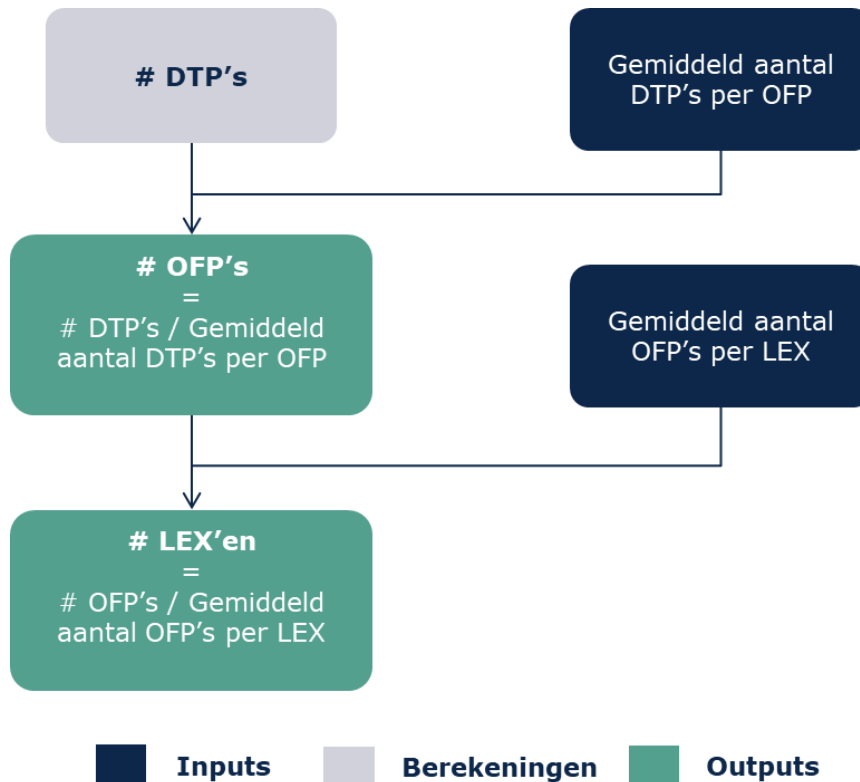 # DTP's
Gemiddeld aantal
DTP's per OFP
# OFP's
=
# DTP's / Gemiddeld
aantal DTP's per OFP
Gemiddeld aantal
OFP's per LEX
# LEX'en
=
# OFP's / Gemiddeld
aantal OFP's per LEX
Inputs
Berekeningen
Outputs